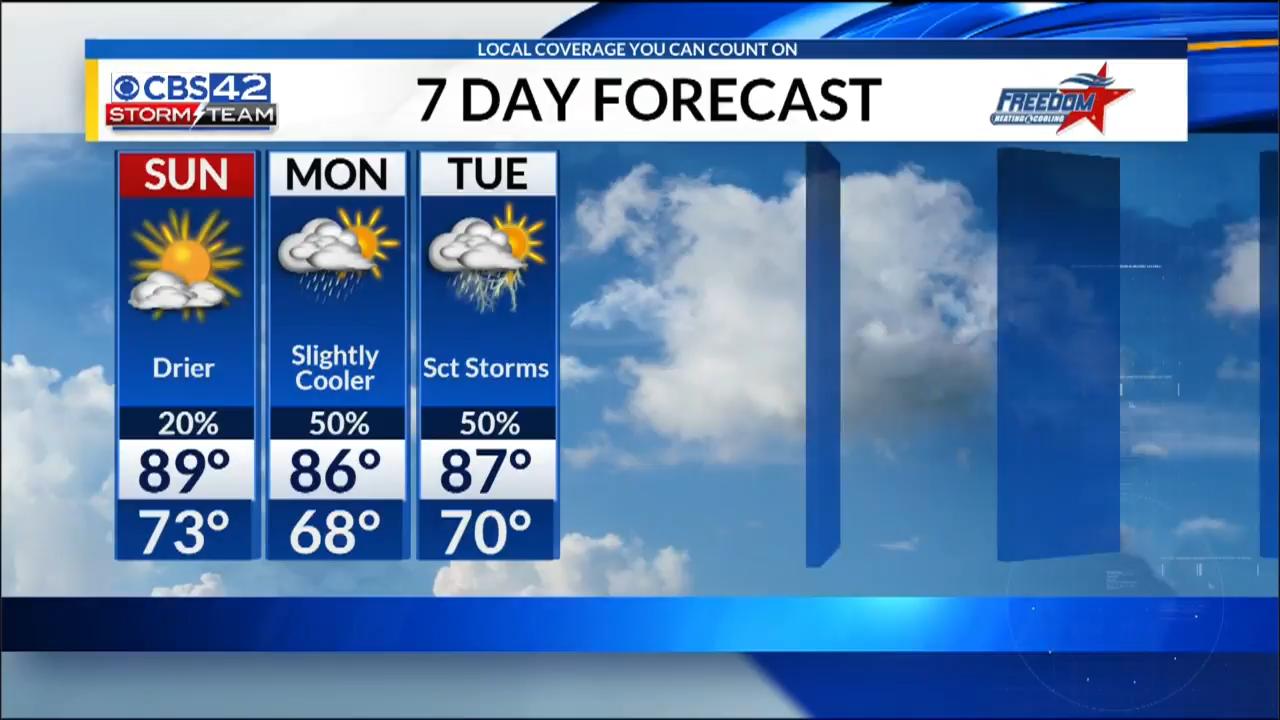 LOCAL COVERAGE YOU CAN COUNT ON
CBS 42
STORM TEAM
7 DAY FORECAST
FREEDOM
HEATING & COOLING
SUN
Drier
20%
89°
73°
MON
Slightly
Cooler
50%
86°
68°
TUE
Sct Storms
50%
87°
70°